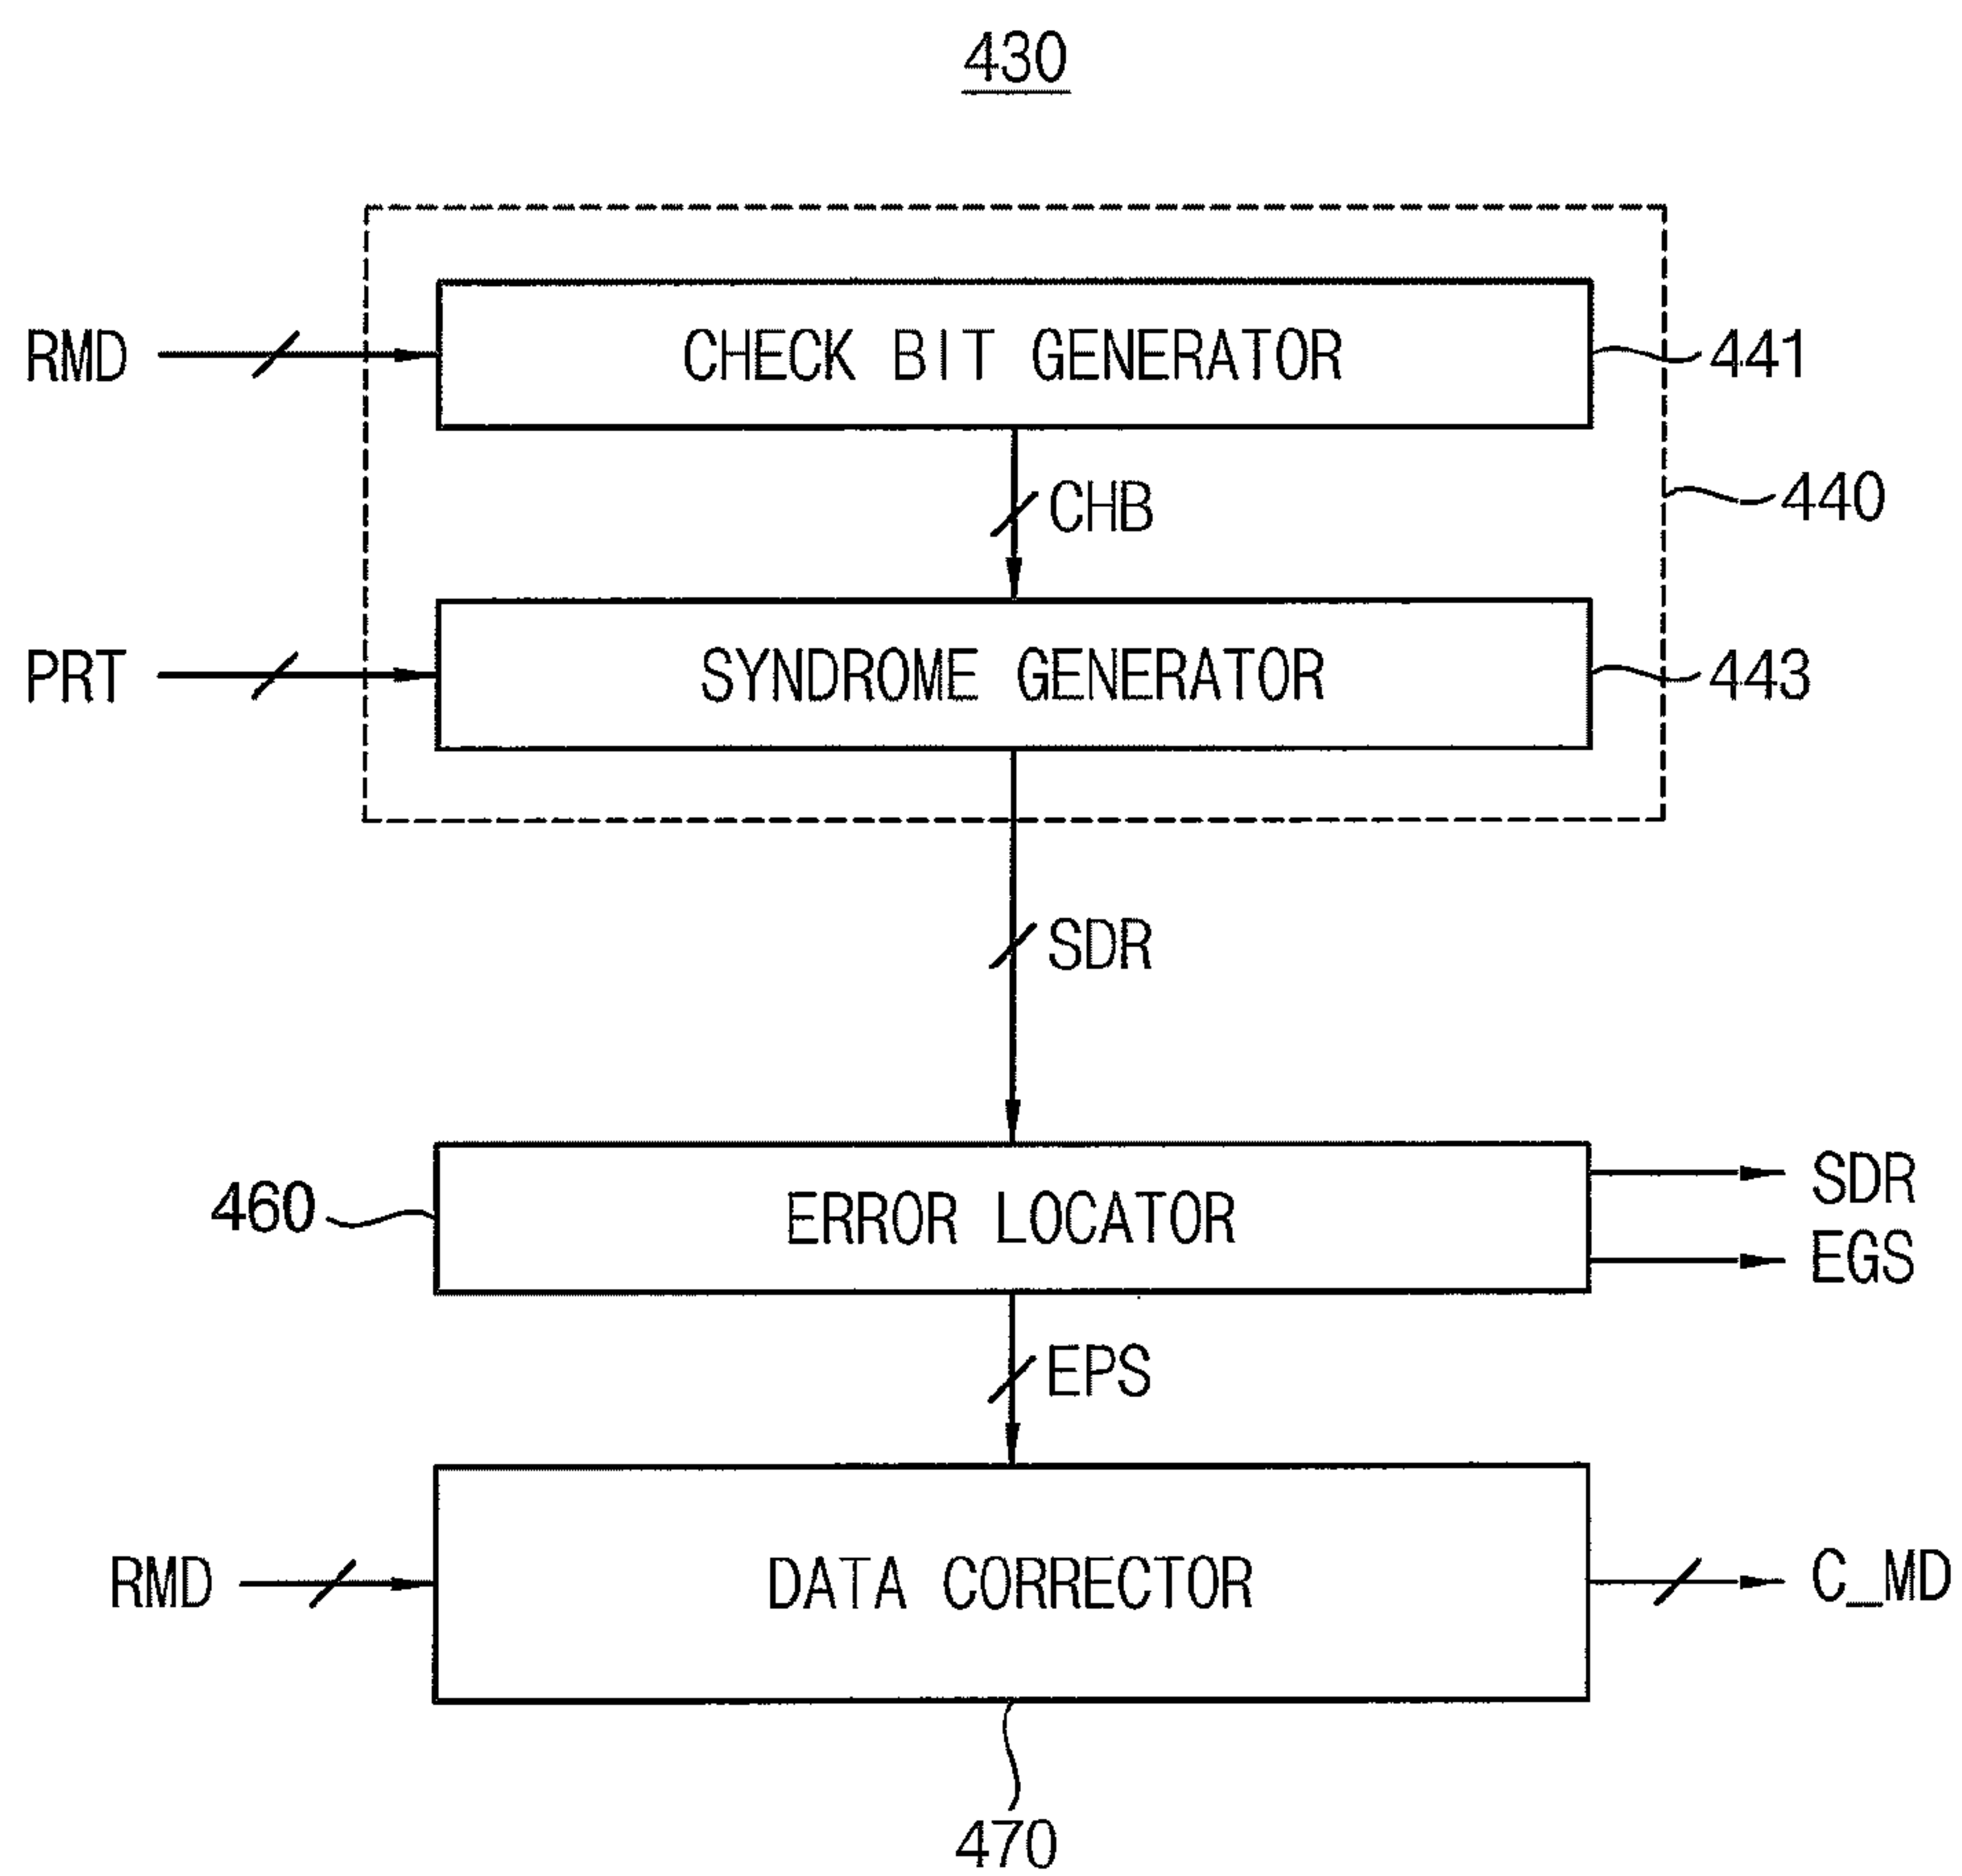 430
RMD
CHECK BIT GENERATOR
441
CHB
440
PRT
SYNDROME GENERATOR
443
SDR
460
ERROR LOCATOR
SDR
EGS
EPS
RMD
DATA CORRECTOR
C_MD
470